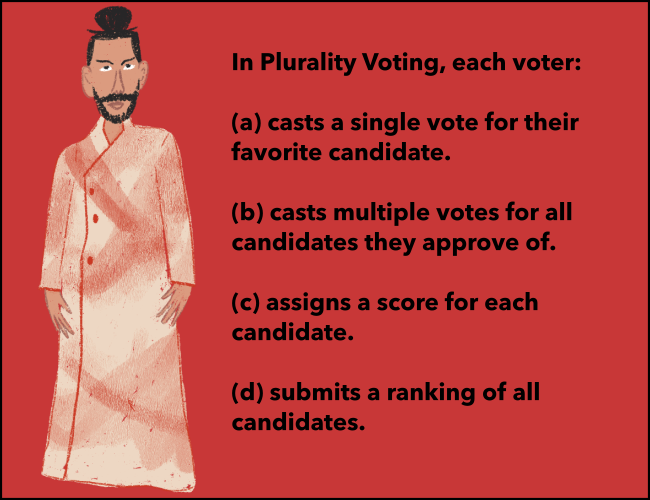 In Plurality Voting, each voter:
(a) casts a single vote for their
favorite candidate.
(b) casts multiple votes for all
candidates they approve of.
(c) assigns a score for each
candidate.
(d) submits a ranking of all
candidates.